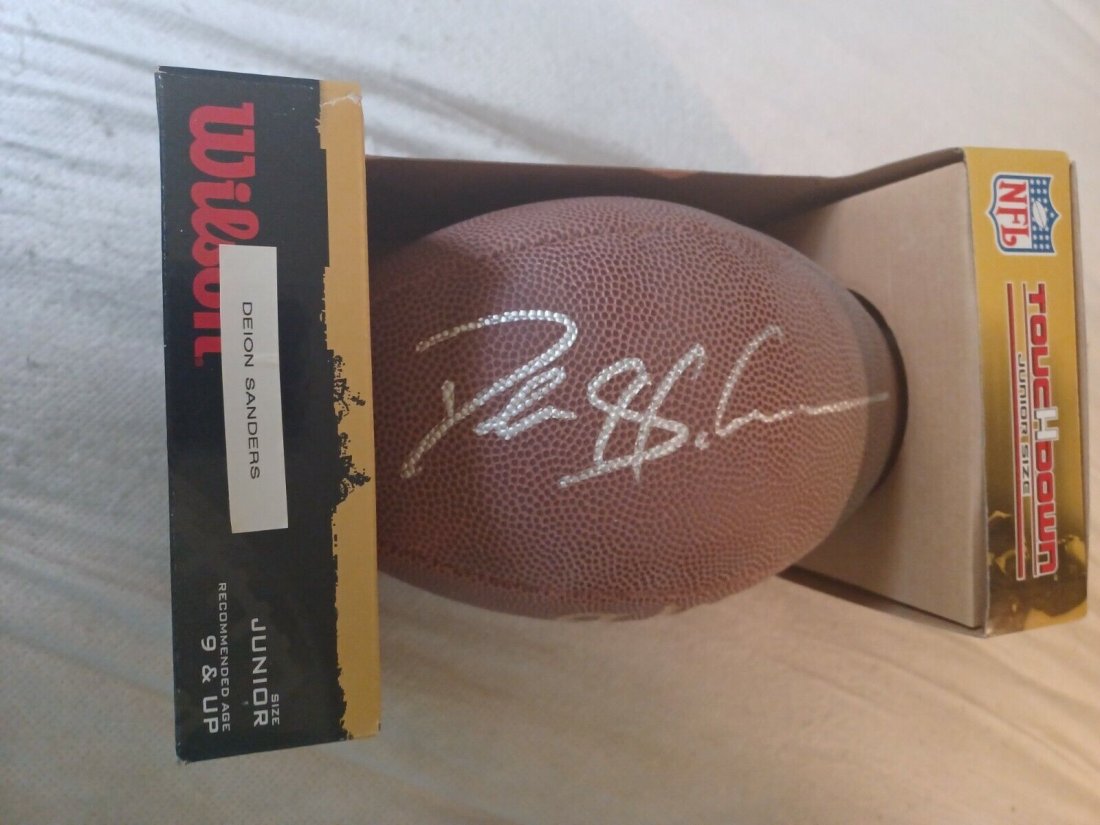 Wilson
DEION SANDERS
SIZE
JUNIOR
RECOMMENDED AGE
9 & UP
NFL
TOUCHDOWN
JUNIOR SIZE